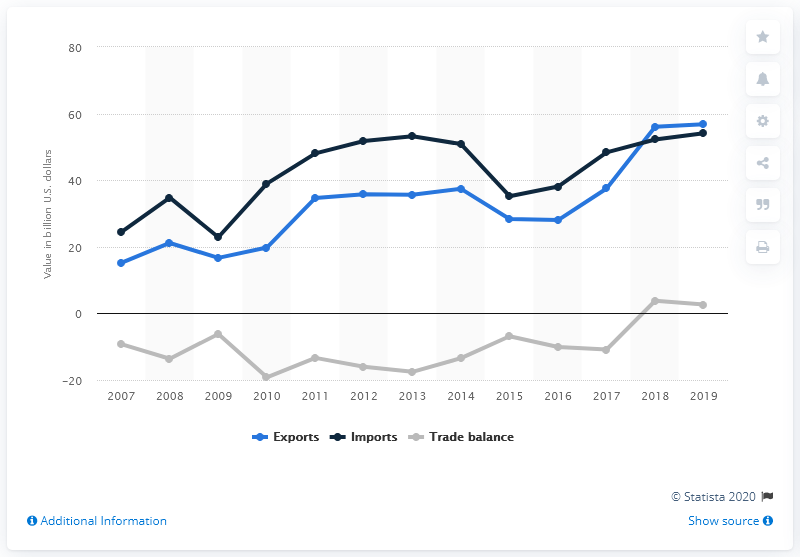 80
60
40
20
0
−20
Value in billion U.S. dollars
2007 2008 2009 2010 2011 2012 2013 2014 2015 2016 2017 2018 2019
Exports Imports Trade balance
© Statista 2020
Additional Information Show source